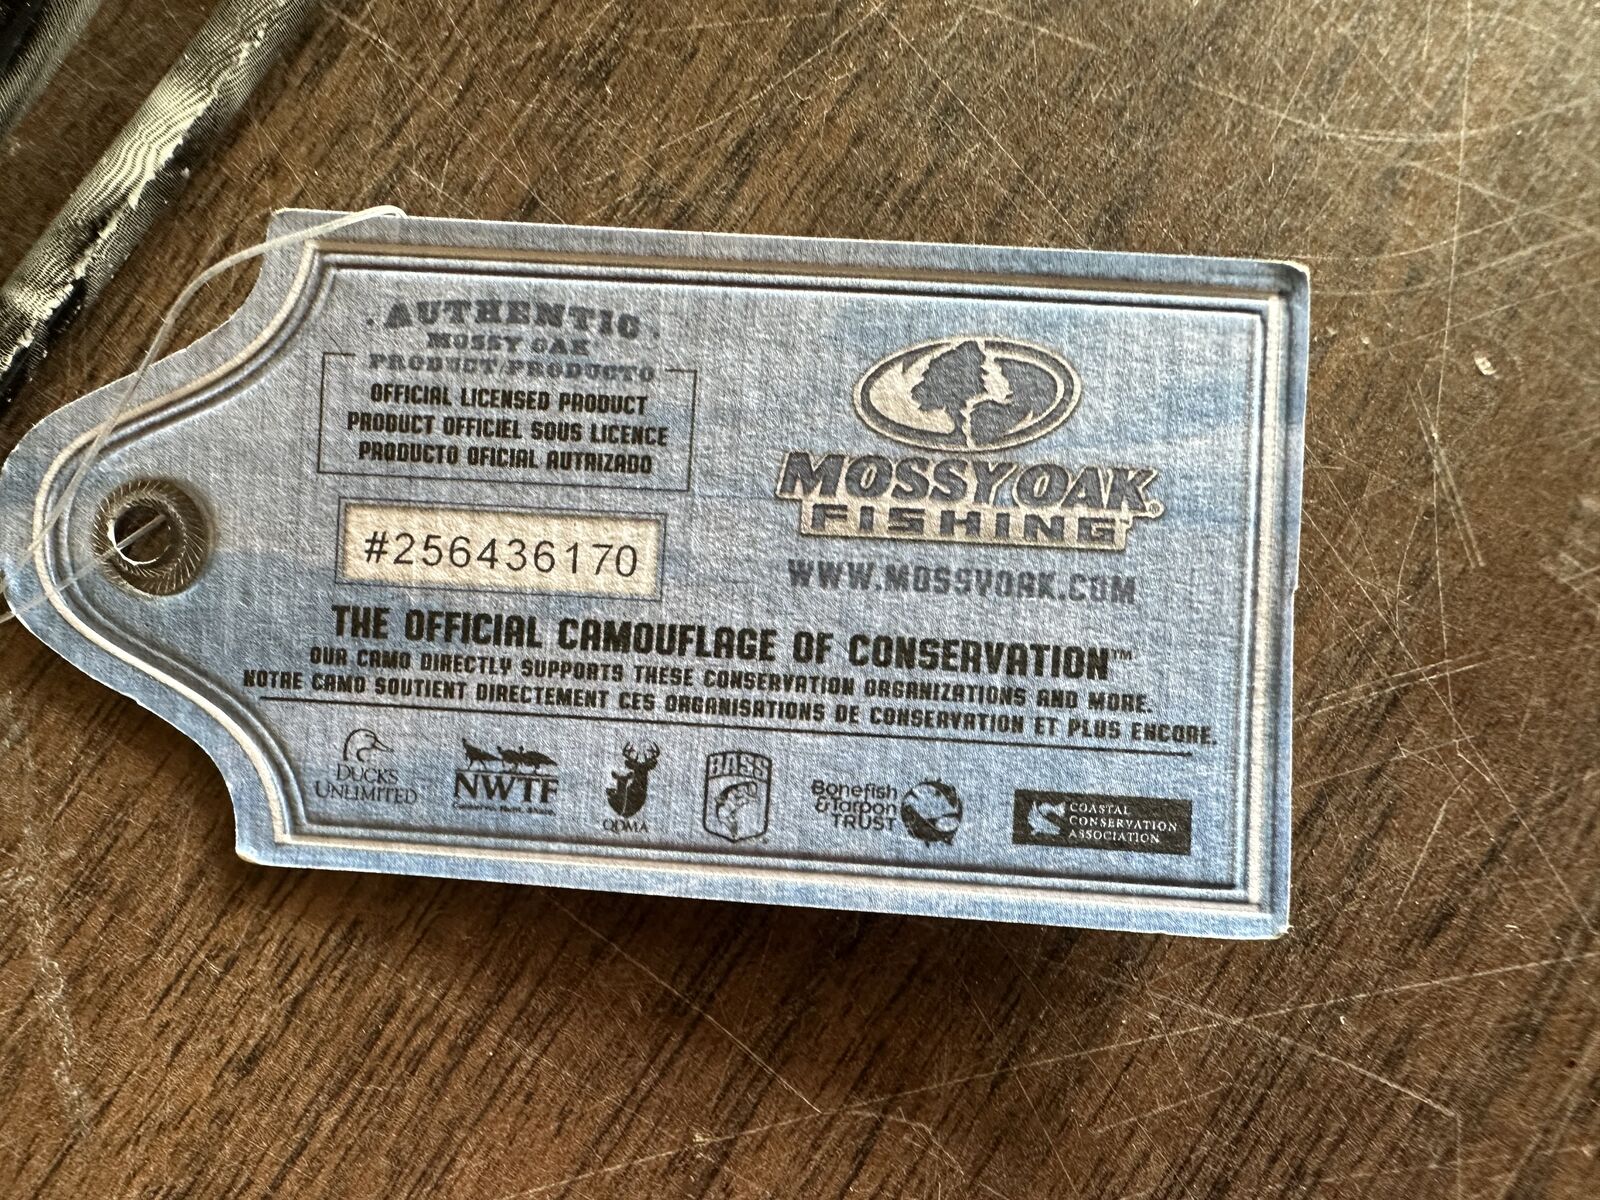 · AUTHENTIC ·
MOSSY OAK
PRODUCT/PRODUCTO
OFFICIAL LICENSED PRODUCT
PRODUCT OFFICIEL SOUS LICENCE
PRODUCTO OFICIAL AUTRIZADO
#256436170
MOSSY OAK
FISHING
WWW.MOSSYOAK.COM
THE OFFICIAL CAMOUFLAGE OF CONSERVATION™
OUR CAMO DIRECTLY SUPPORTS THESE CONSERVATION ORGANIZATIONS AND MORE.
NOTRE CAMO SOUTIENT DIRECTEMENT CES ORGANISATIONS DE CONSERVATION ET PLUS ENCORE.
DUCKS
UNLIMITED
NWTF
QDMA
BASS
Bonefish
& Tarpon
TRUST
COASTAL
CONSERVATION
ASSOCIATION